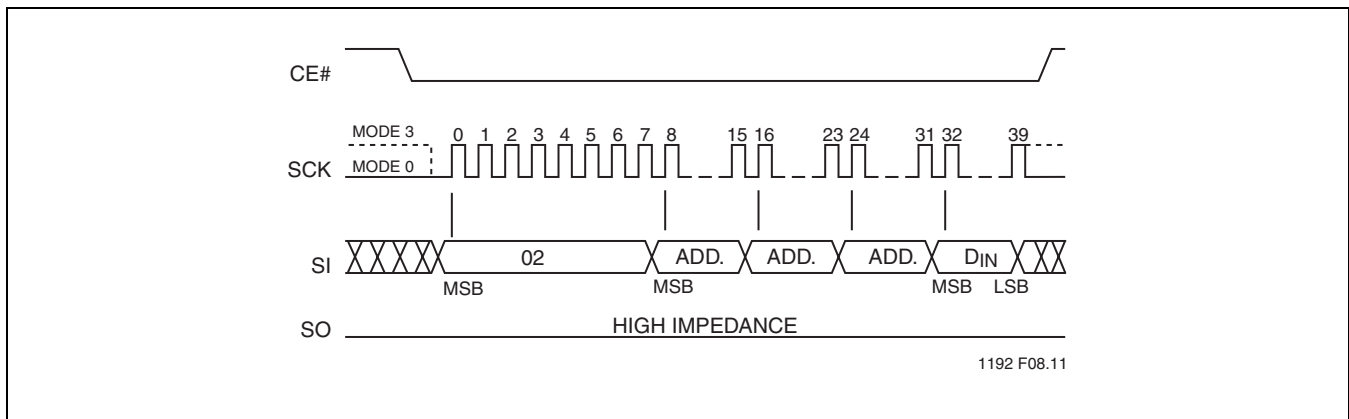 CE#
MODE 3
0 1 2 3 4 5 6 7 8 15 16 23 24 31 32 39
SCK MODE 0
SI 02 ADD. ADD. ADD. DIN
MSB MSB MSB LSB
SO HIGH IMPEDANCE
1192 F08.11